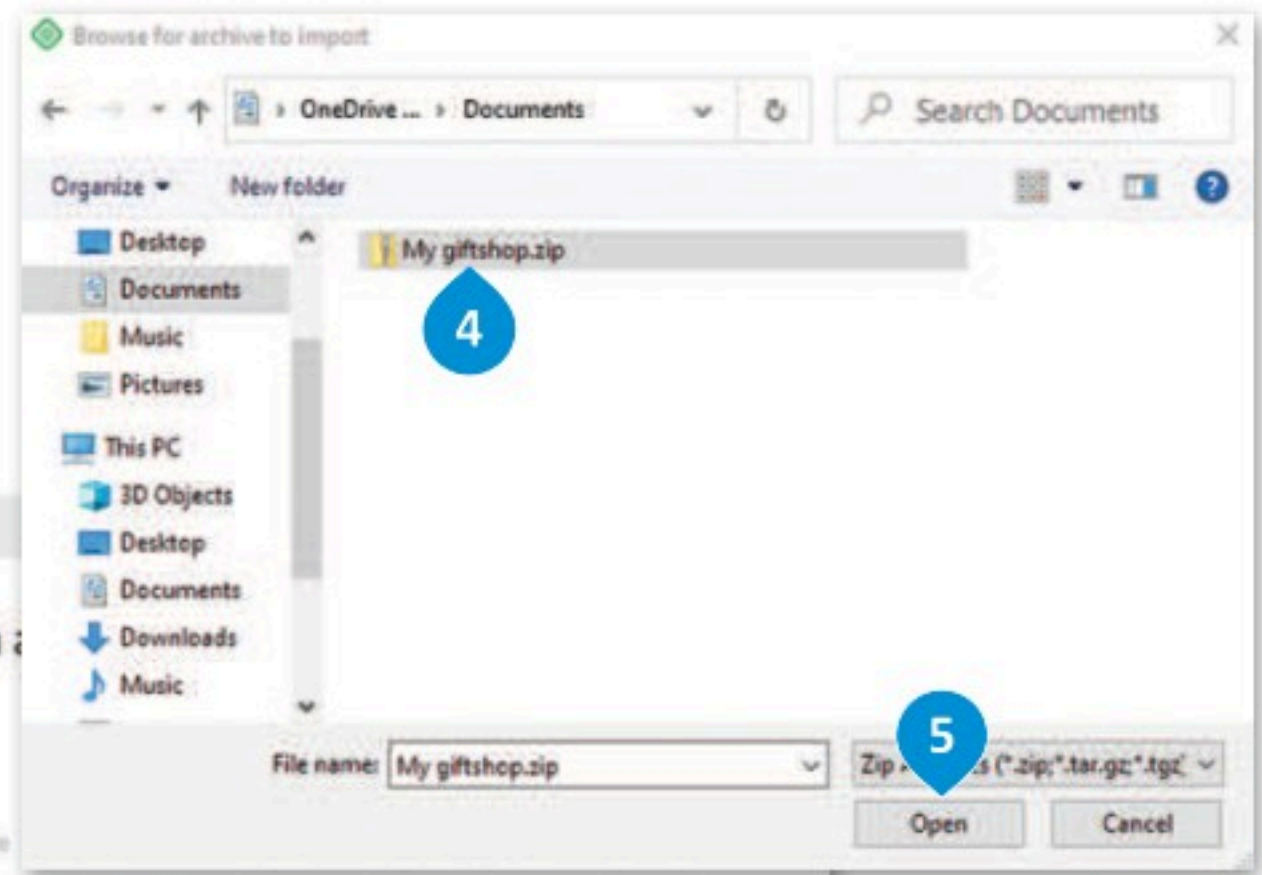 Browse for archive to import
OneDrive ... › Documents
Search Documents
Organize
New folder
Desktop
Documents
Music
Pictures
This PC
3D Objects
Desktop
Documents
Downloads
Music
My giftshop.zip
4
5
File name: My giftshop.zip
Zip (*.zip;*.tar.gz;*.tgz
Open
Cancel